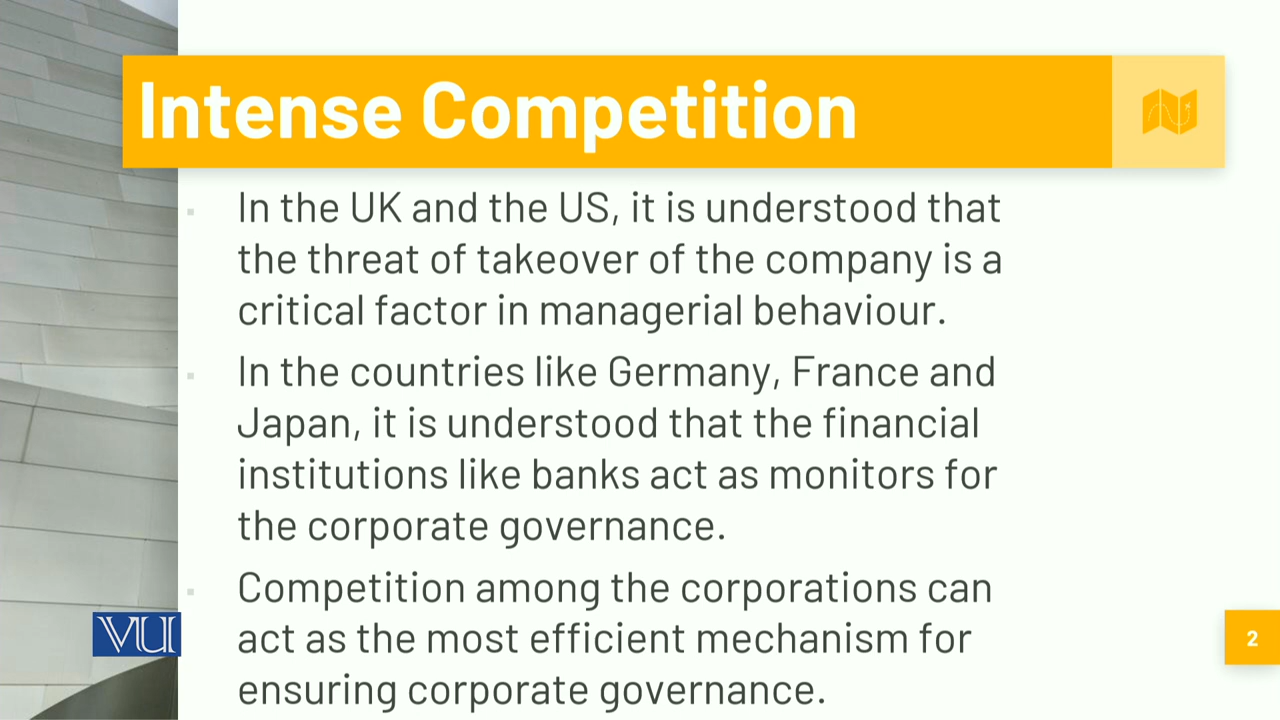 Intense Competition
In the UK and the US, it is understood that
the threat of takeover of the company is a
critical factor in managerial behaviour.
In the countries like Germany, France and
Japan, it is understood that the financial
institutions like banks act as monitors for
the corporate governance.
Competition among the corporations can
act as the most efficient mechanism for
ensuring corporate governance.
VU
2